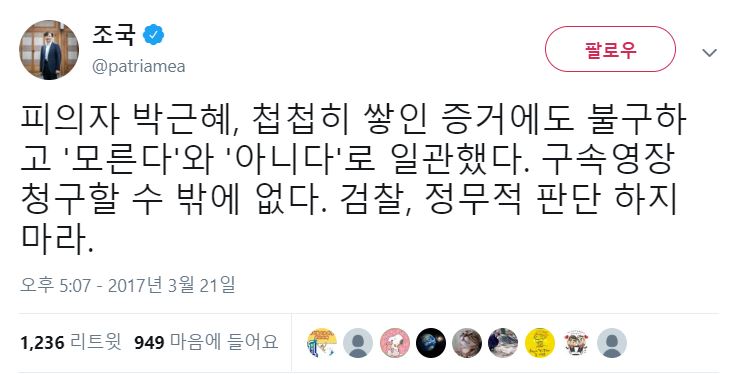 조국
@patriamea
팔로우
피의자 박근혜, 첩첩히 쌓인 증거에도 불구하
고 '모른다'와 '아니다'로 일관했다. 구속영장
청구할 수 밖에 없다. 검찰, 정무적 판단 하지
마라.
오후 5:07 - 2017년 3월 21일
1,236 리트윗 949 마음에 들어요